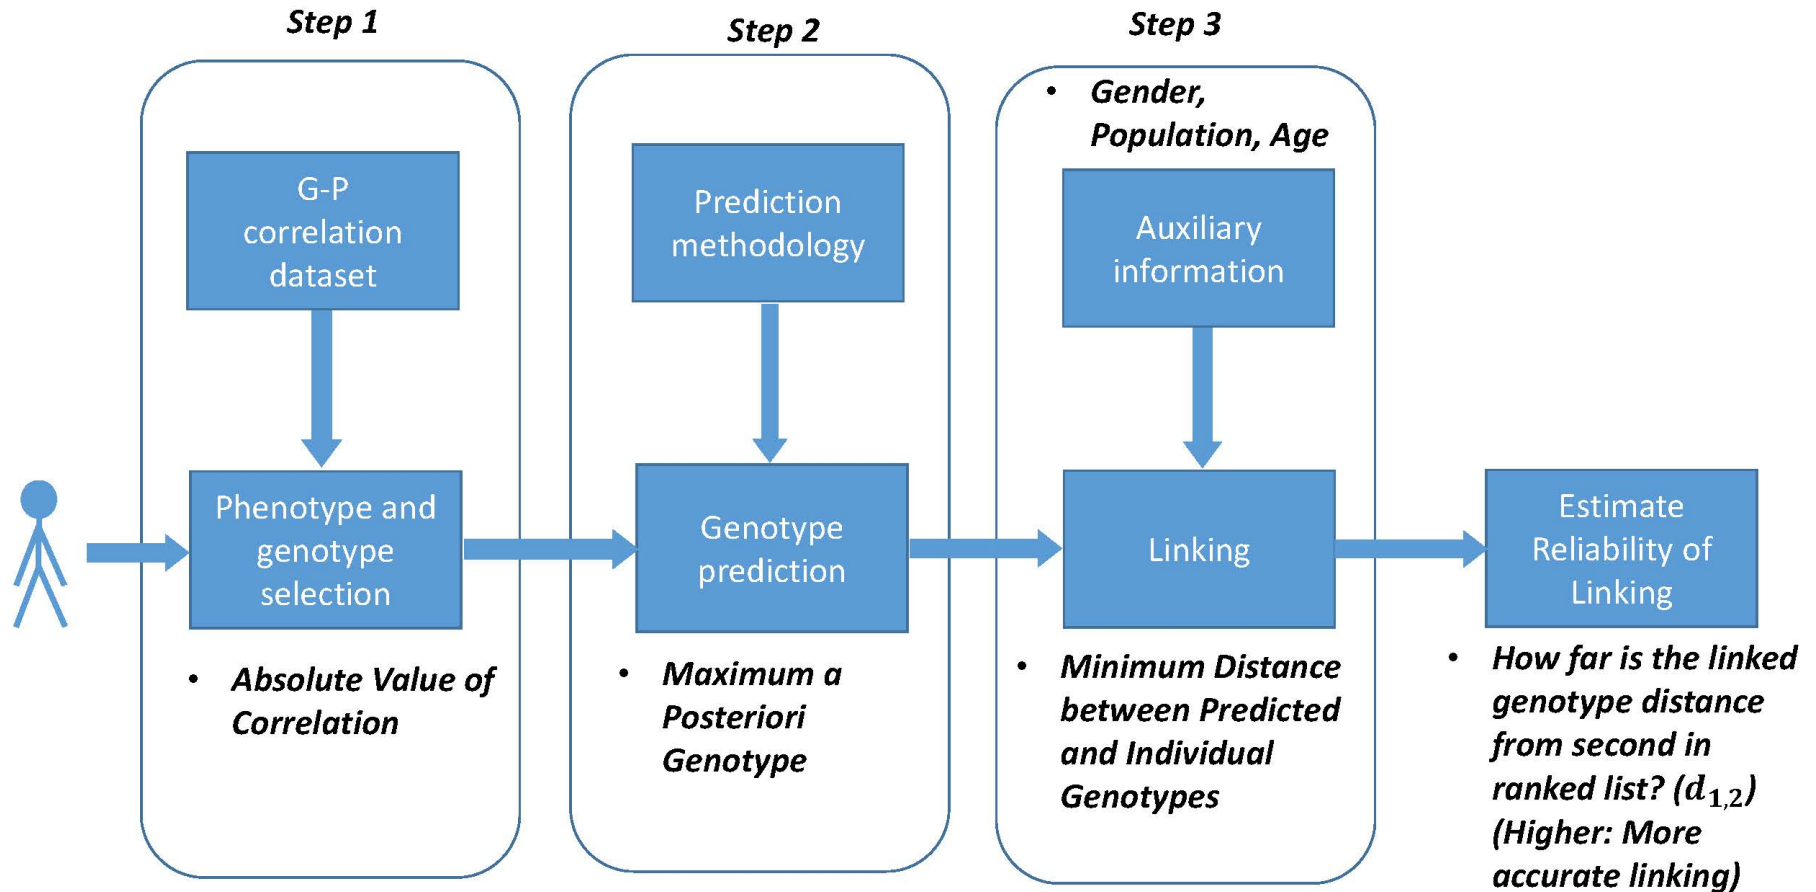 Step 1
Step 2
Step 3
G-P
correlation
dataset
Phenotype and
genotype
selection
• Absolute Value of
Correlation
Prediction
methodology
Genotype
prediction
• Maximum a
Posteriori
Genotype
• Gender,
Population, Age
Auxiliary
information
Linking
• Minimum Distance
between Predicted
and Individual
Genotypes
Estimate
Reliability of
Linking
• How far is the linked
genotype distance
from second in
ranked list? (d1,2)
(Higher: More
accurate linking)